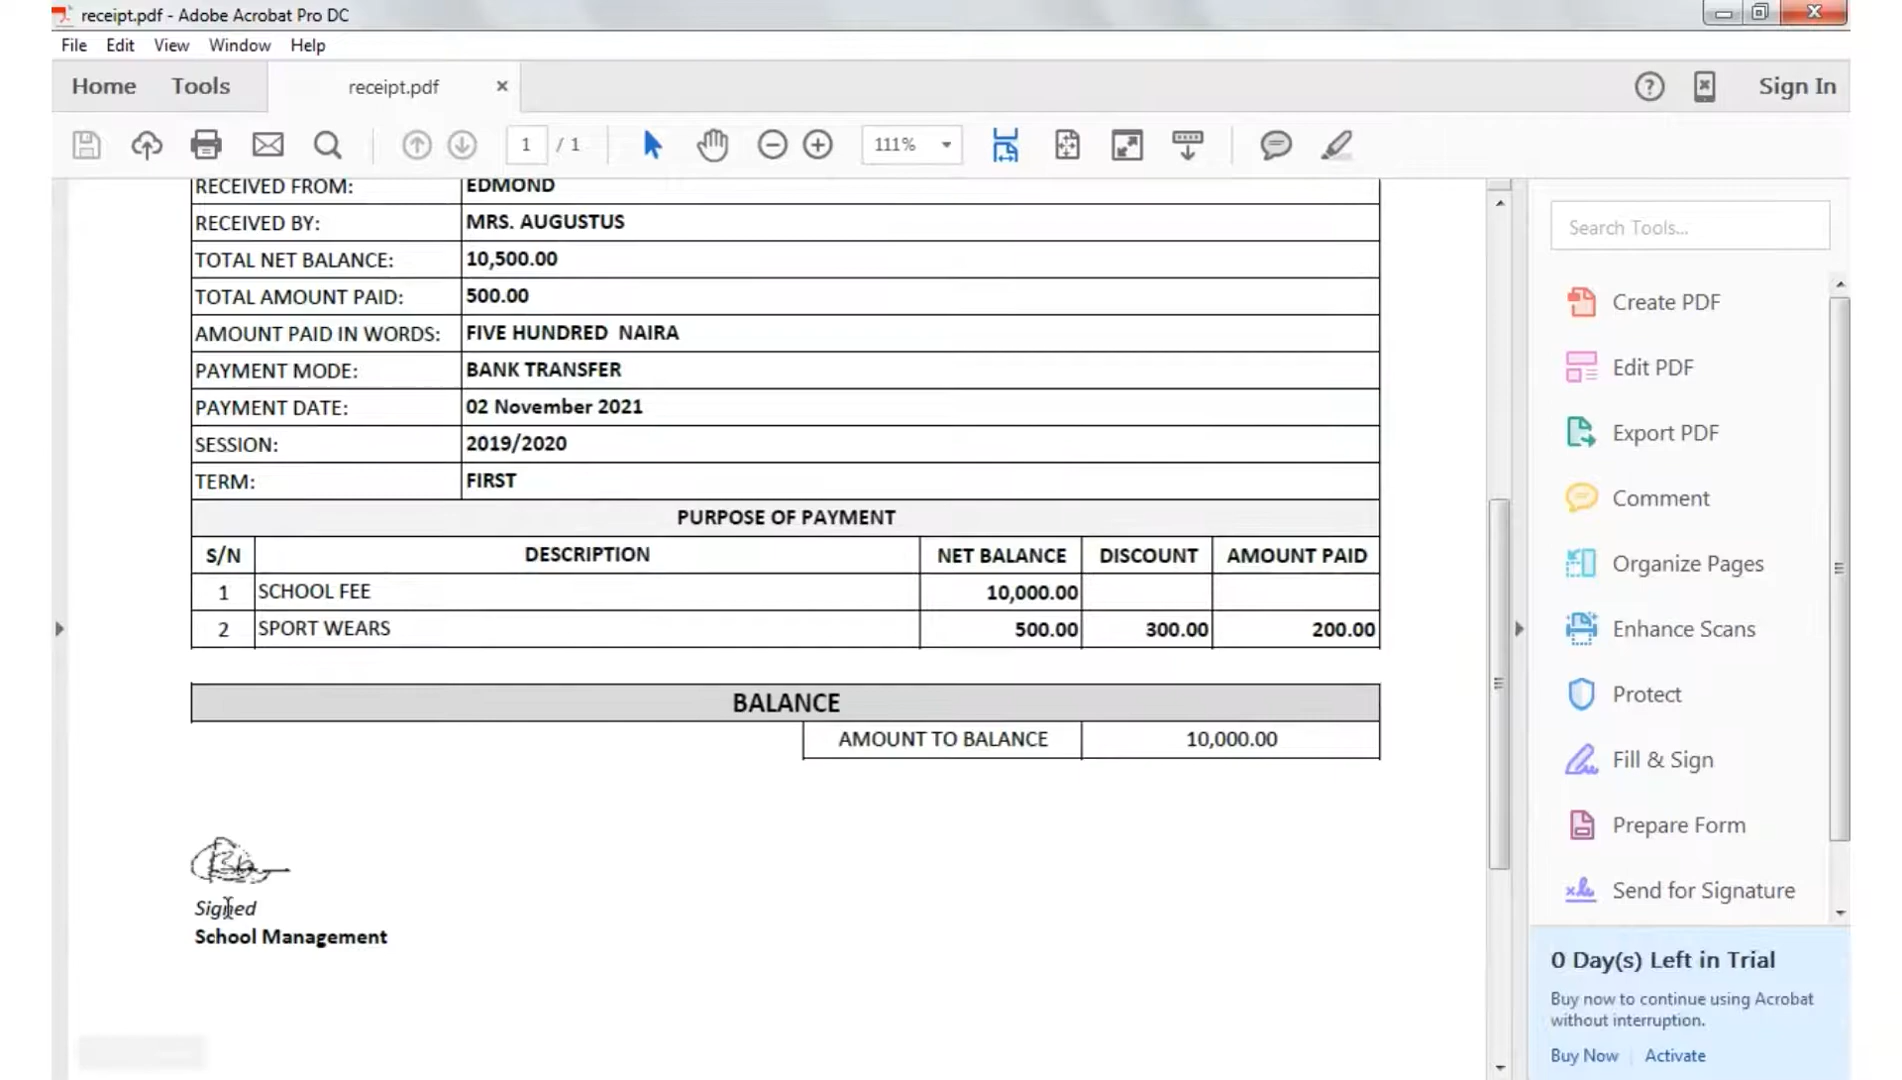 receipt.pdf - Adobe Acrobat Pro DC
File Edit View Window Help
Home Tools receipt.pdf × Sign In
1 / 1 111%
RECEIVED FROM: EDMOND
RECEIVED BY: MRS. AUGUSTUS
TOTAL NET BALANCE: 10,500.00
TOTAL AMOUNT PAID: 500.00
AMOUNT PAID IN WORDS: FIVE HUNDRED NAIRA
PAYMENT MODE: BANK TRANSFER
PAYMENT DATE: 02 November 2021
SESSION: 2019/2020
TERM: FIRST
PURPOSE OF PAYMENT
S/N DESCRIPTION NET BALANCE DISCOUNT AMOUNT PAID
1 SCHOOL FEE 10,000.00
2 SPORT WEARS 500.00 300.00 200.00
BALANCE
AMOUNT TO BALANCE 10,000.00
Signed
School Management
Search Tools...
Create PDF
Edit PDF
Export PDF
Comment
Organize Pages
Enhance Scans
Protect
Fill & Sign
Prepare Form
Send for Signature
0 Day(s) Left in Trial
Buy now to continue using Acrobat
without interruption.
Buy Now Activate